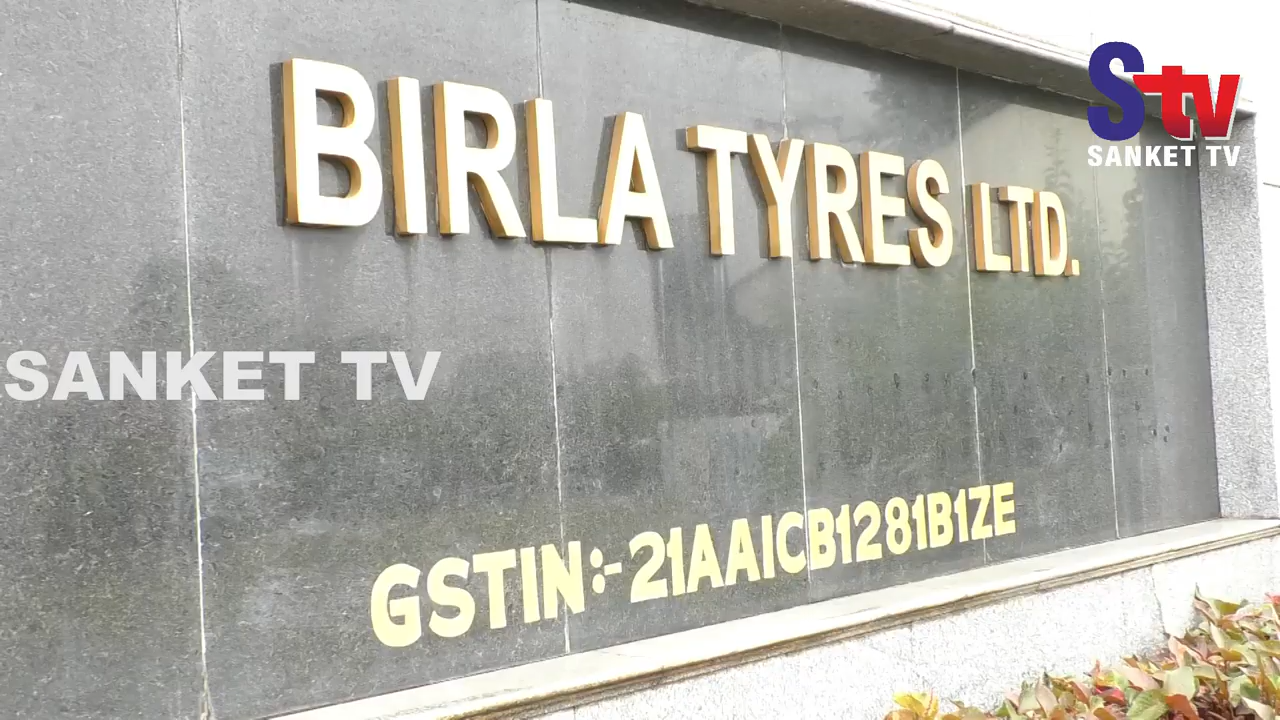 BIRLA TYRES LTD.
STV
SANKET TV
SANKET TV
GSTIN:-21AAICB1281B1ZE